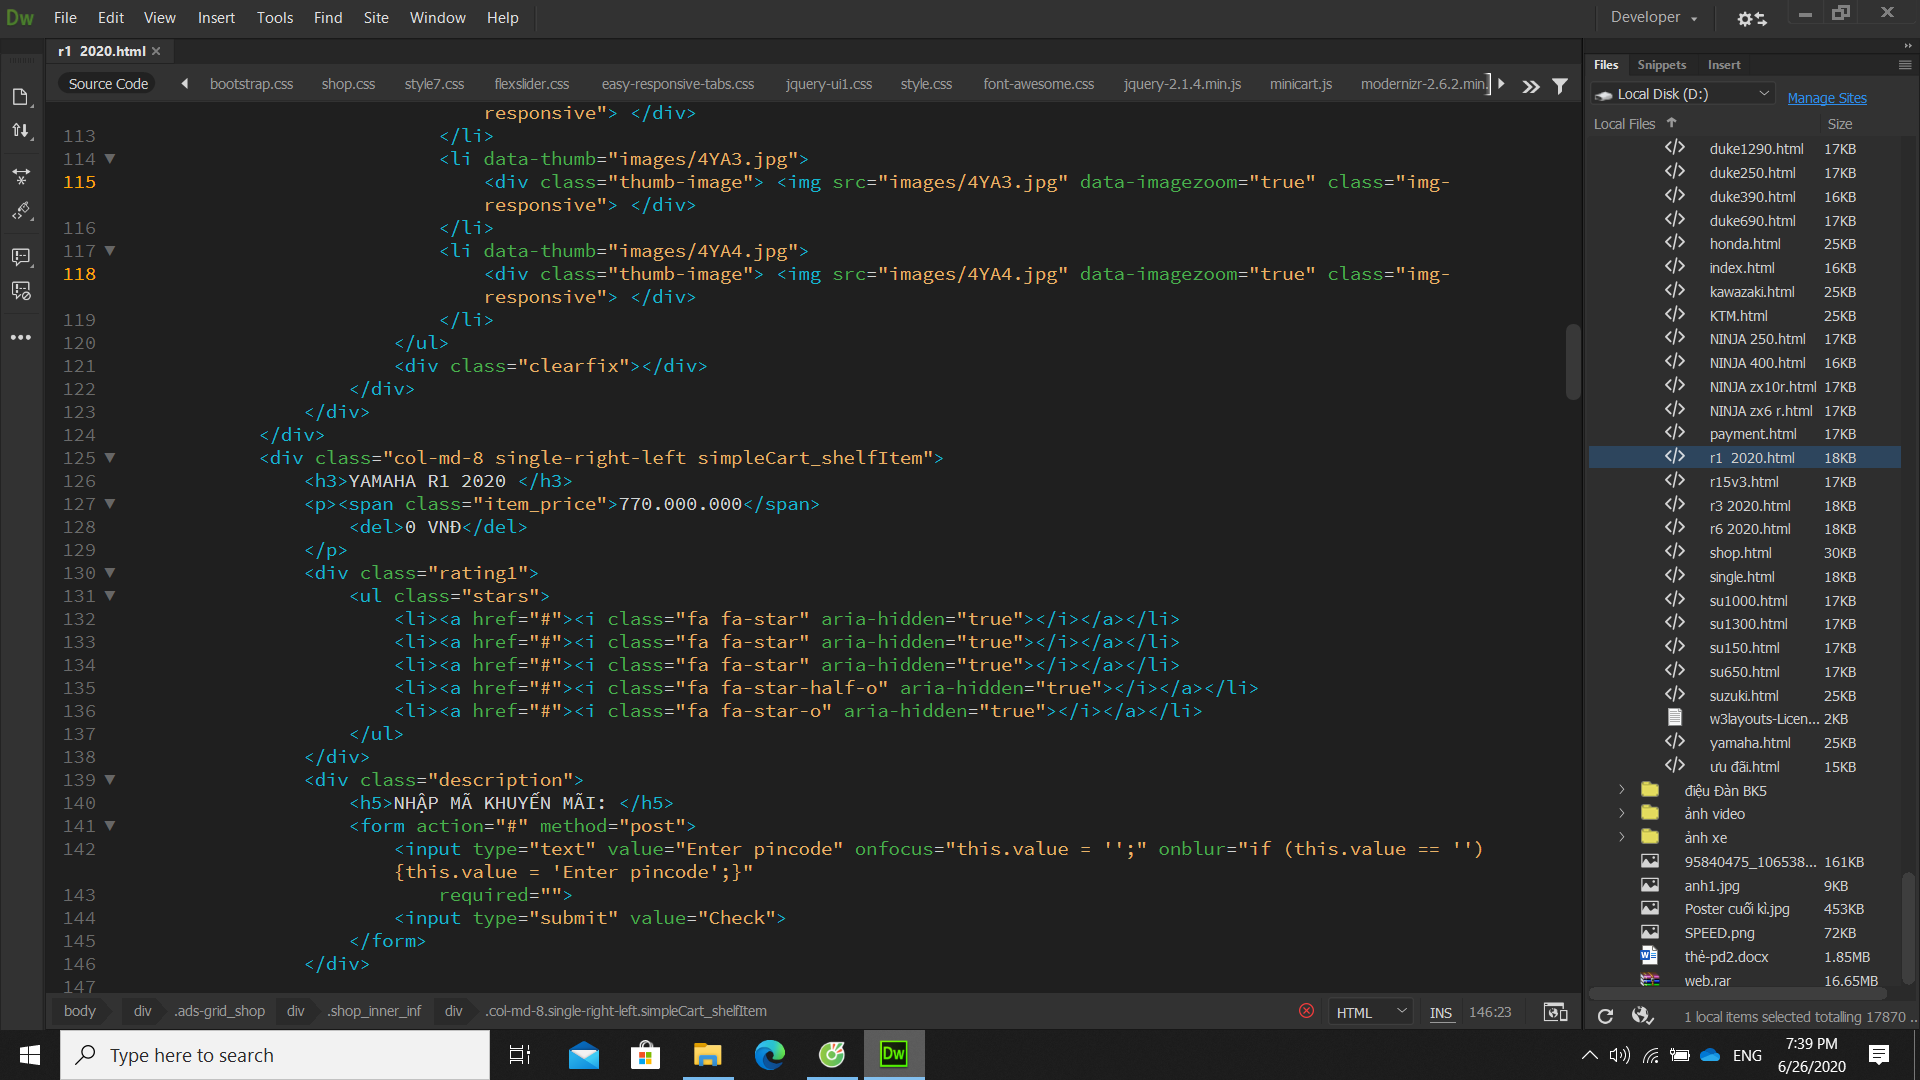 Dw File Edit View Insert Tools Find Site Window Help Developer
r1 2020.html
Source Code bootstrap.css shop.css style7.css flexslider.css easy-responsive-tabs.css jquery-ui1.css style.css font-awesome.css jquery-2.1.4.min.js minicart.js modernizr-2.6.2.min.
responsive"> </div>
113 </li>
114 <li data-thumb="images/4YA3.jpg">
115 <div class="thumb-image"> <img src="images/4YA3.jpg" data-imagezoom="true" class="img-
responsive"> </div>
116 </li>
117 <li data-thumb="images/4YA4.jpg">
118 <div class="thumb-image"> <img src="images/4YA4.jpg" data-imagezoom="true" class="img-
responsive"> </div>
119 </li>
120 </ul>
121 <div class="clearfix"></div>
122 </div>
123 </div>
124 </div>
125 <div class="col-md-8 single-right-left simpleCart_shelfItem">
126 <h3>YAMAHA R1 2020 </h3>
127 <p><span class="item_price">770.000.000</span>
128 <del>0 VNĐ</del>
129 </p>
130 <div class="rating1">
131 <ul class="stars">
132 <li><a href="#"><i class="fa fa-star" aria-hidden="true"></i></a></li>
133 <li><a href="#"><i class="fa fa-star" aria-hidden="true"></i></a></li>
134 <li><a href="#"><i class="fa fa-star" aria-hidden="true"></i></a></li>
135 <li><a href="#"><i class="fa fa-star-half-o" aria-hidden="true"></i></a></li>
136 <li><a href="#"><i class="fa fa-star-o" aria-hidden="true"></i></a></li>
137 </ul>
138 </div>
139 <div class="description">
140 <h5>NHẬP MÃ KHUYẾN MÃI: </h5>
141 <form action="#" method="post">
142 <input type="text" value="Enter pincode" onfocus="this.value = '';" onblur="if (this.value == '')
{this.value = 'Enter pincode';}"
143 required="">
144 <input type="submit" value="Check">
145 </form>
146 </div>
147
body div .ads-grid_shop div .shop_inner_inf div .col-md-8.single-right-left.simpleCart_shelfItem HTML INS 146:23
Files Snippets Insert
Local Disk (D:) Manage Sites
Local Files Size
duke1290.html 17KB
duke250.html 17KB
duke390.html 16KB
duke690.html 17KB
honda.html 25KB
index.html 16KB
kawazaki.html 25KB
KTM.html 25KB
NINJA 250.html 17KB
NINJA 400.html 16KB
NINJA zx10r.html 17KB
NINJA zx6 r.html 17KB
payment.html 17KB
r1 2020.html 18KB
r15v3.html 17KB
r3 2020.html 18KB
r6 2020.html 18KB
shop.html 30KB
single.html 18KB
su1000.html 17KB
su1300.html 17KB
su150.html 17KB
su650.html 17KB
suzuki.html 25KB
w3layouts-Licen... 2KB
yamaha.html 25KB
ưu đãi.html 15KB
điệu Đàn BK5
ảnh video
ảnh xe
95840475_106538... 161KB
anh1.jpg 9KB
Poster cuối kì.jpg 453KB
SPEED.png 72KB
thẻ-pd2.docx 1.85MB
web.rar 16.65MB
1 local items selected totalling 17870 ..
Type here to search Dw ENG 7:39 PM
6/26/2020